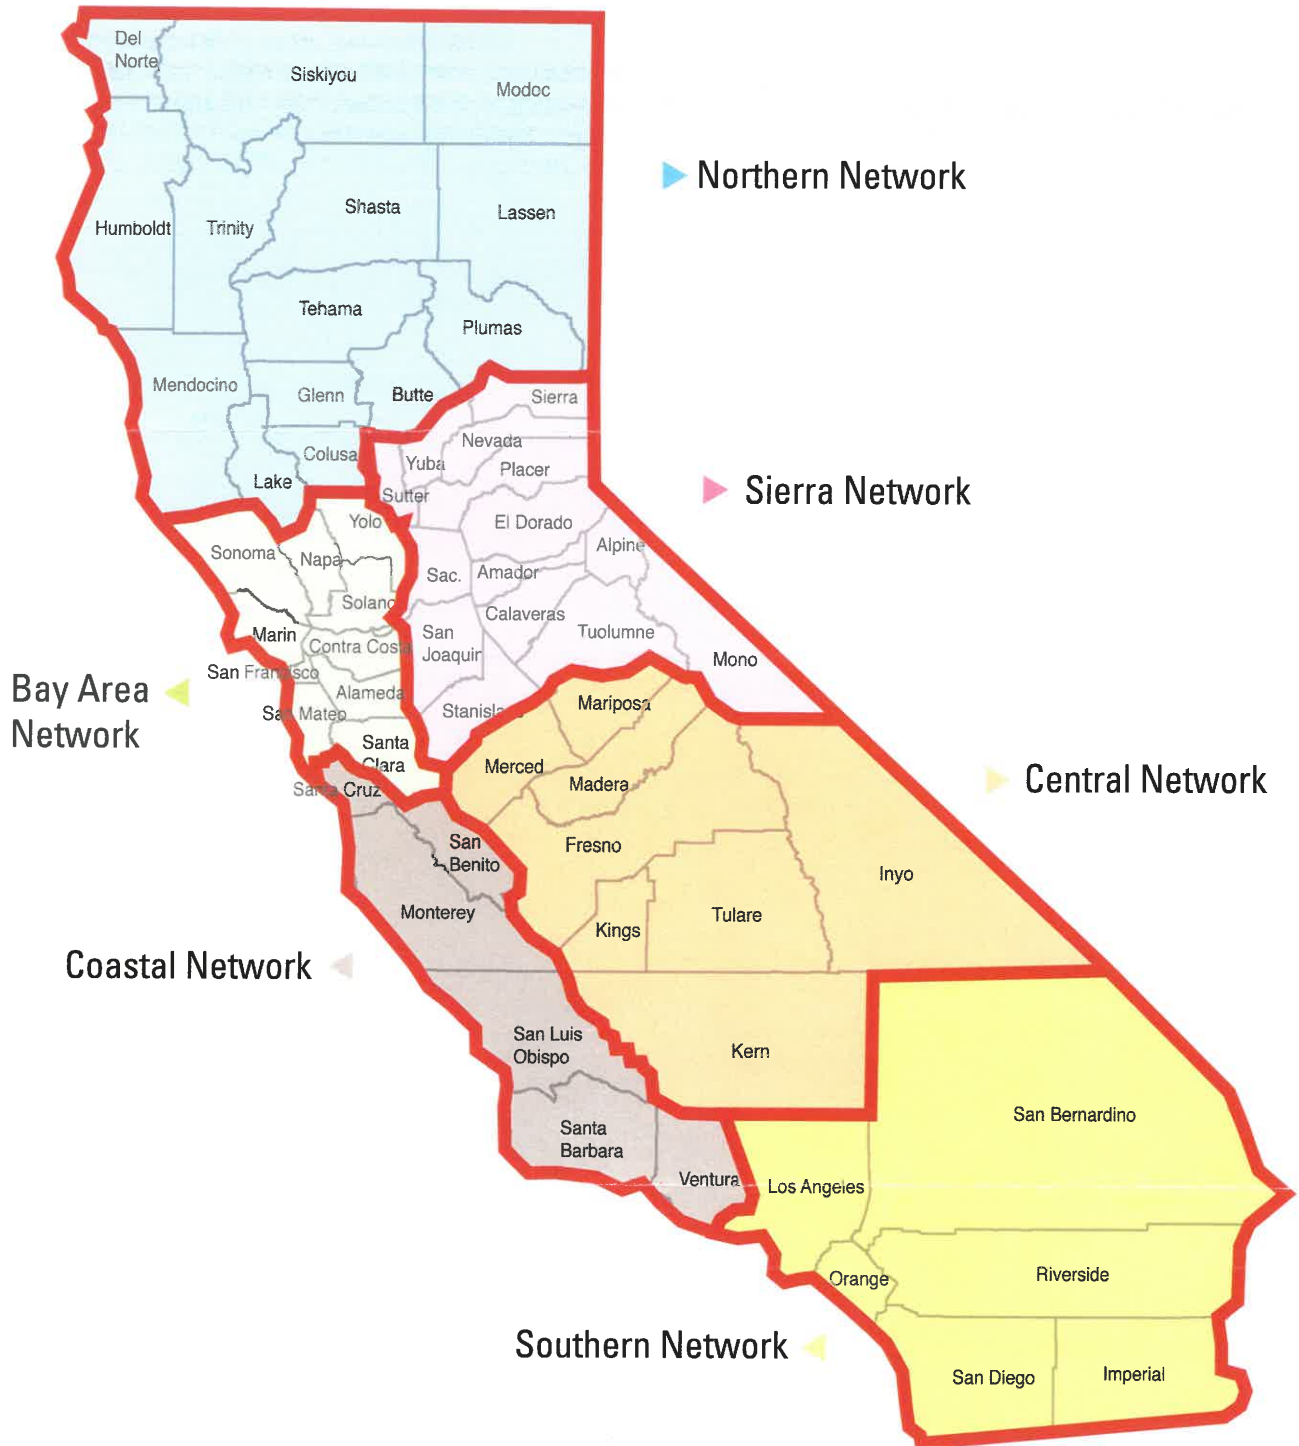 Del
Norte
Siskiyou
Modoc
Northern Network
Shasta
Lassen
Humboldt
Trinity
Tehama
Plumas
Mendocino
Glenn
Butte
Sierra
Nevada
Colusa
Yuba
Placer
Lake
Sutter
Sierra Network
Yolo
El Dorado
Sonoma
Napa
Alpine
Sac.
Amador
Solano
Calaveras
Marin
San
Joaquin
Tuolumne
Contra Costa
Mono
San Francisco
Bay Area
Network
Alameda
San Mateo
Stanislaus
Mariposa
Santa
Clara
Merced
Madera
Central Network
Santa Cruz
San
Benito
Fresno
Inyo
Monterey
Kings
Tulare
Coastal Network
San Luis
Obispo
Kern
San Bernardino
Santa
Barbara
Ventura
Los Angeles
Orange
Riverside
Southern Network
San Diego
Imperial